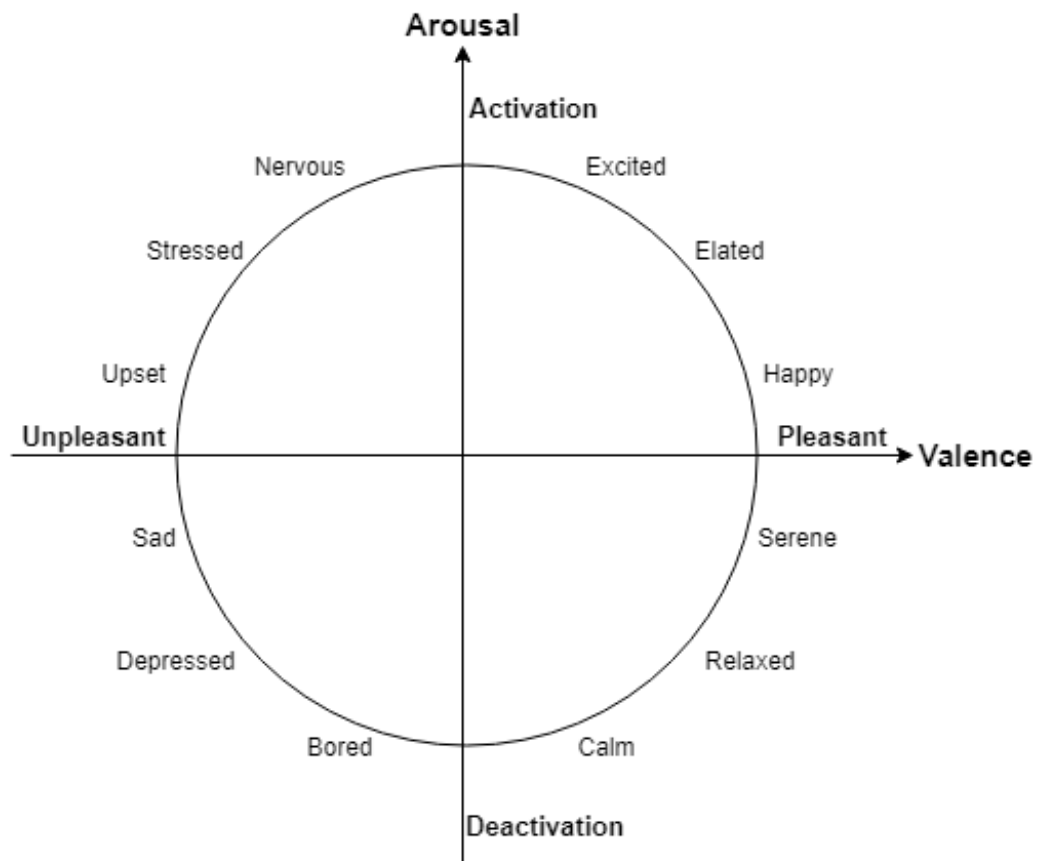 Arousal
Activation
Nervous
Excited
Stressed
Elated
Upset
Happy
Unpleasant
Pleasant
Valence
Sad
Serene
Depressed
Relaxed
Bored
Calm
Deactivation